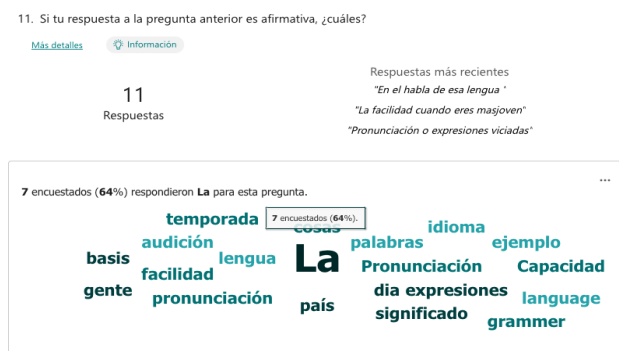 11. Si tu respuesta a la pregunta anterior es afirmativa, ¿cuáles?
Más detalles
Información
11
Respuestas
Respuestas más recientes
"En el habla de esa lengua "
"La facilidad cuando eres masjoven"
"Pronunciación o expresiones viciadas"
...
7 encuestados (64%) respondieron La para esta pregunta.
7 encuestados (64%).
temporada
cosas
idioma
audición
palabras
ejemplo
basis
lengua
La
Pronunciación
Capacidad
facilidad
gente
pronunciación
país
dia expresiones
language
significado
grammer